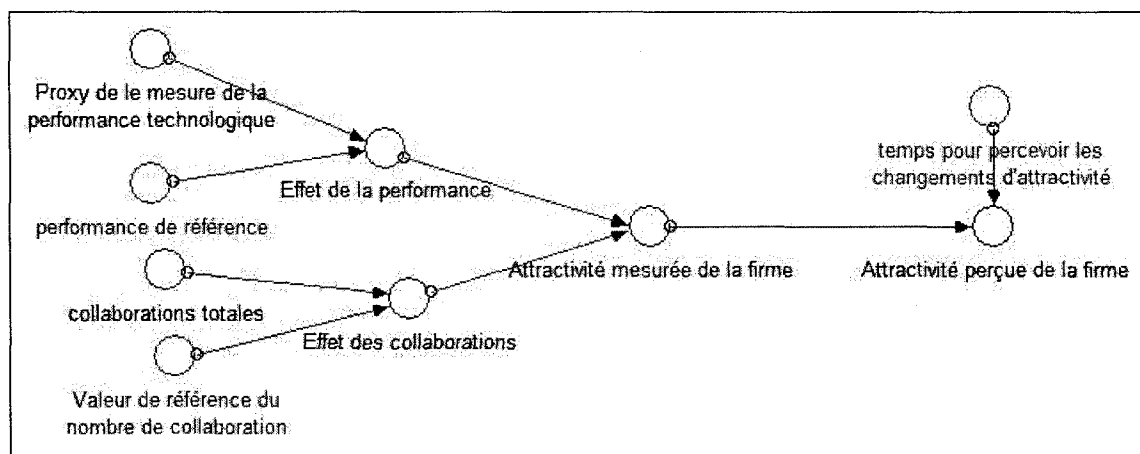 Proxy de le mesure de la
performance technologique
performance de référence
Effet de la performance
collaborations totales
Valeur de référence du
nombre de collaboration
Effet des collaborations
Attractivité mesurée de la firme
temps pour percevoir les
changements d'attractivité
Attractivité perçue de la firme